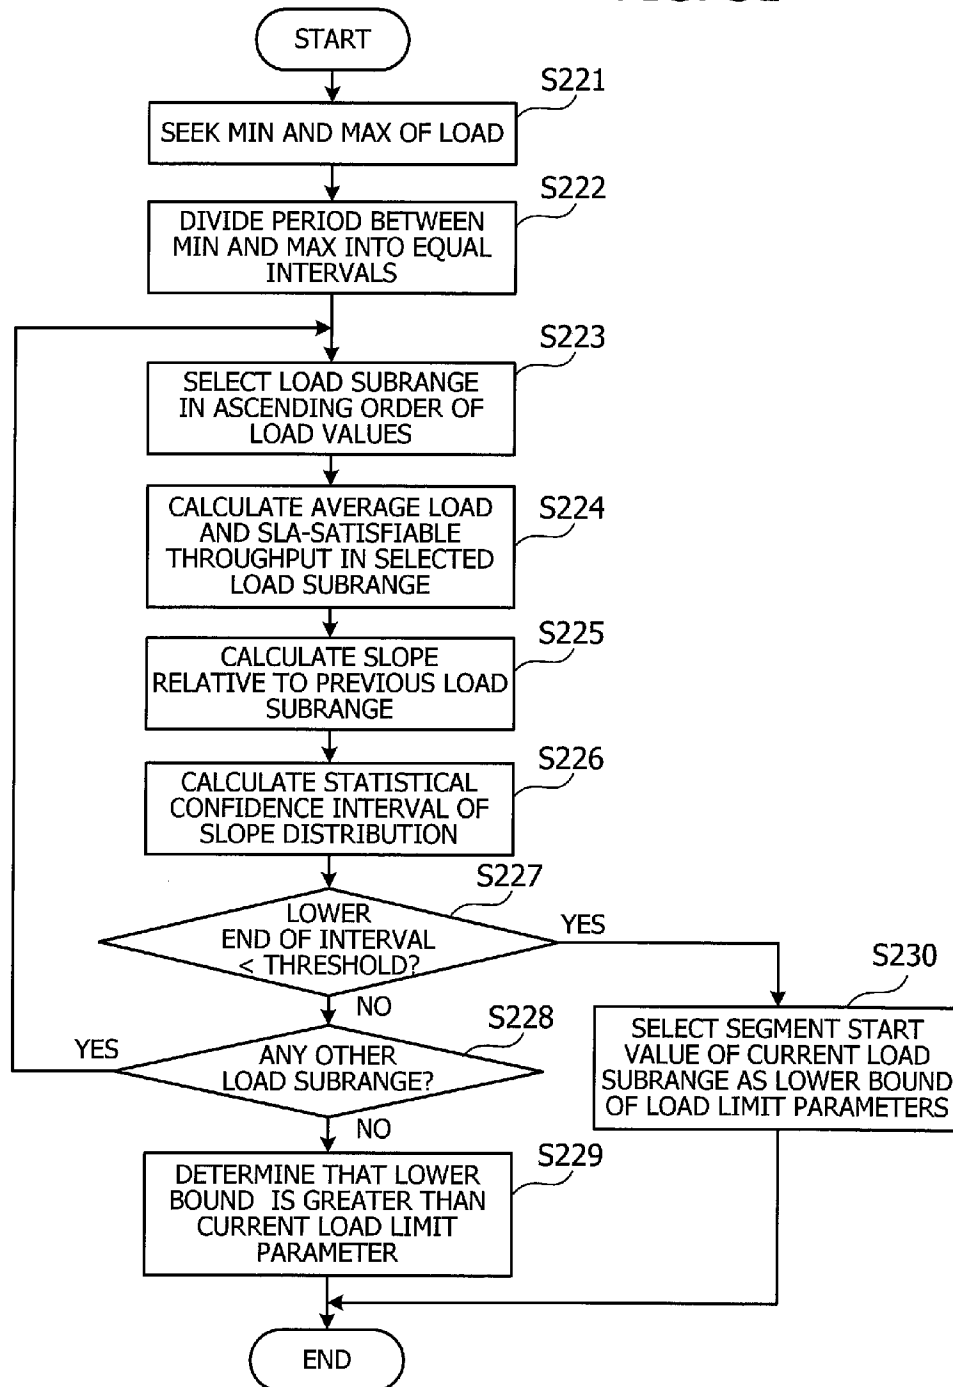 START
S221
SEEK MIN AND MAX OF LOAD
S222
DIVIDE PERIOD BETWEEN
MIN AND MAX INTO EQUAL
INTERVALS
S223
SELECT LOAD SUBRANGE
IN ASCENDING ORDER OF
LOAD VALUES
S224
CALCULATE AVERAGE LOAD
AND SLA-SATISFIABLE
THROUGHPUT IN SELECTED
LOAD SUBRANGE
S225
CALCULATE SLOPE
RELATIVE TO PREVIOUS LOAD
SUBRANGE
S226
CALCULATE STATISTICAL
CONFIDENCE INTERVAL OF
SLOPE DISTRIBUTION
S227
LOWER
END OF INTERVAL
< THRESHOLD?
YES
NO
S230
SELECT SEGMENT START
VALUE OF CURRENT LOAD
SUBRANGE AS LOWER BOUND
OF LOAD LIMIT PARAMETERS
S228
ANY OTHER
LOAD SUBRANGE?
YES
NO
S229
DETERMINE THAT LOWER
BOUND IS GREATER THAN
CURRENT LOAD LIMIT
PARAMETER
END